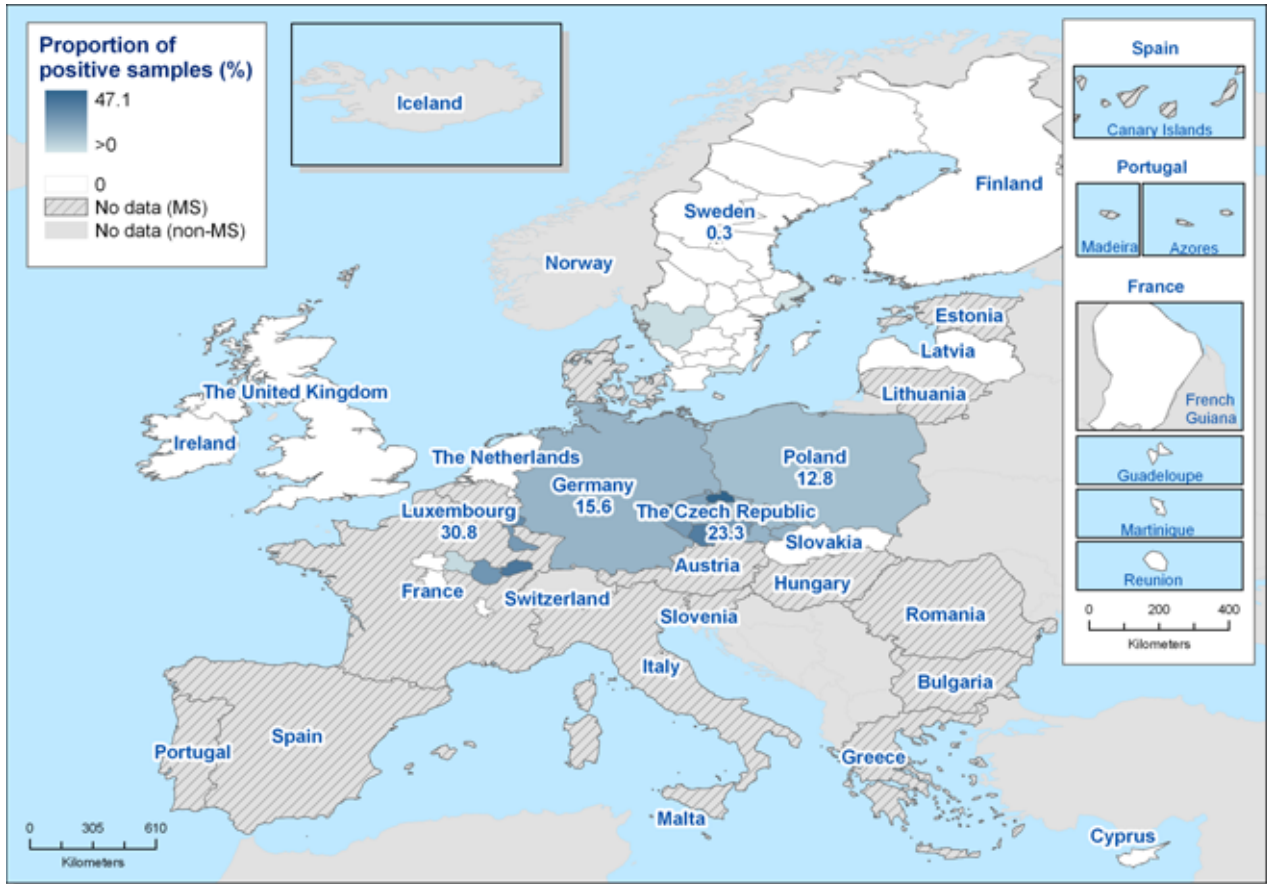 Proportion of
positive samples (%)
47.1
>0
0
No data (MS)
No data (non-MS)
Iceland
Spain
Canary Islands
Portugal
Madeira
Azores
France
French
Guiana
Guadeloupe
Martinique
Reunion
0 200 400
Kilometers
Finland
Sweden
0.3
Norway
Estonia
Latvia
Lithuania
The United Kingdom
Ireland
The Netherlands
Germany
15.6
Poland
12.8
Luxembourg
30.8
The Czech Republic
23.3
Slovakia
Austria
Hungary
France
Switzerland
Slovenia
Romania
Italy
Bulgaria
Portugal
Spain
Greece
Malta
Cyprus
0 305 610
Kilometers